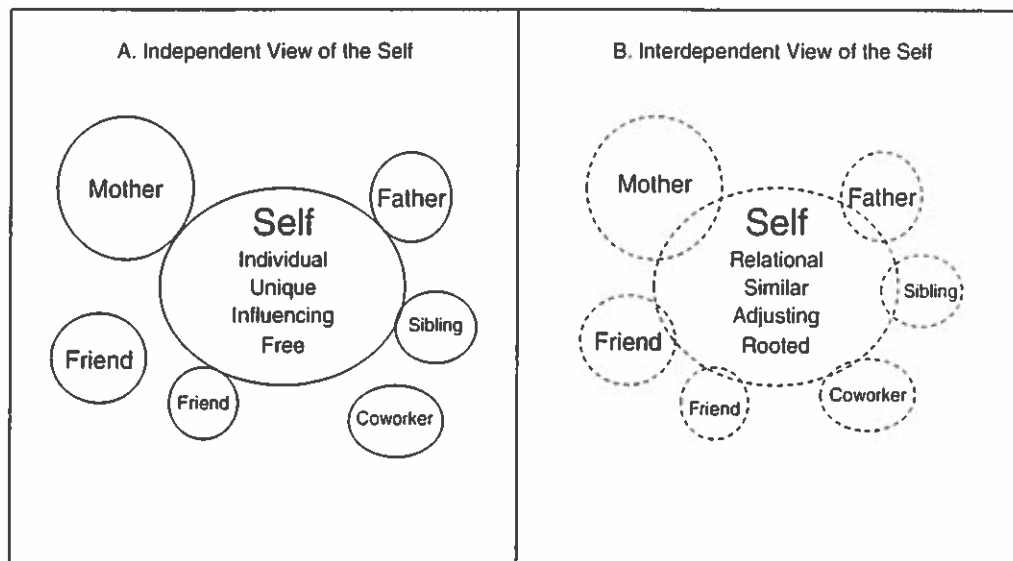 A. Independent View of the Self
Mother
Father
Self
Individual
Unique
Influencing
Free
Sibling
Friend
Friend
Coworker
B. Interdependent View of the Self
Mother
Father
Self
Relational
Similar
Adjusting
Rooted
Sibling
Friend
Friend
Coworker